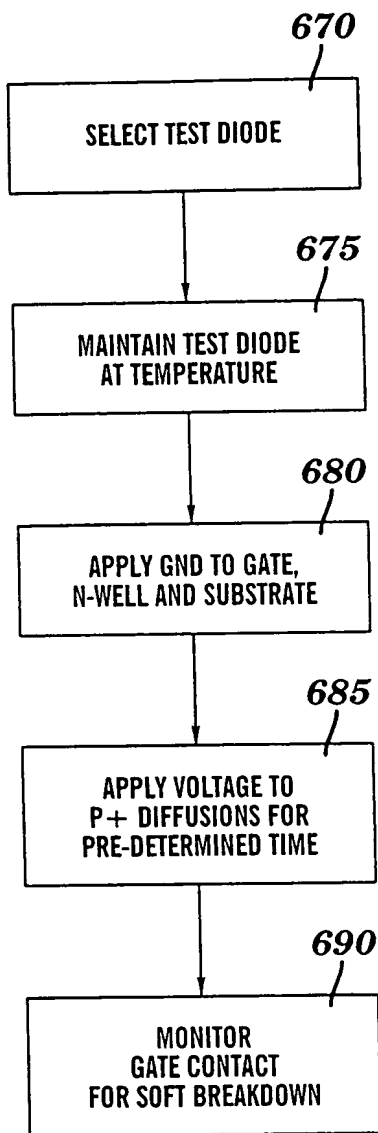 670
SELECT TEST DIODE
675
MAINTAIN TEST DIODE
AT TEMPERATURE
680
APPLY GND TO GATE,
N-WELL AND SUBSTRATE
685
APPLY VOLTAGE TO
P+ DIFFUSIONS FOR
PRE-DETERMINED TIME
690
MONITOR
GATE CONTACT
FOR SOFT BREAKDOWN